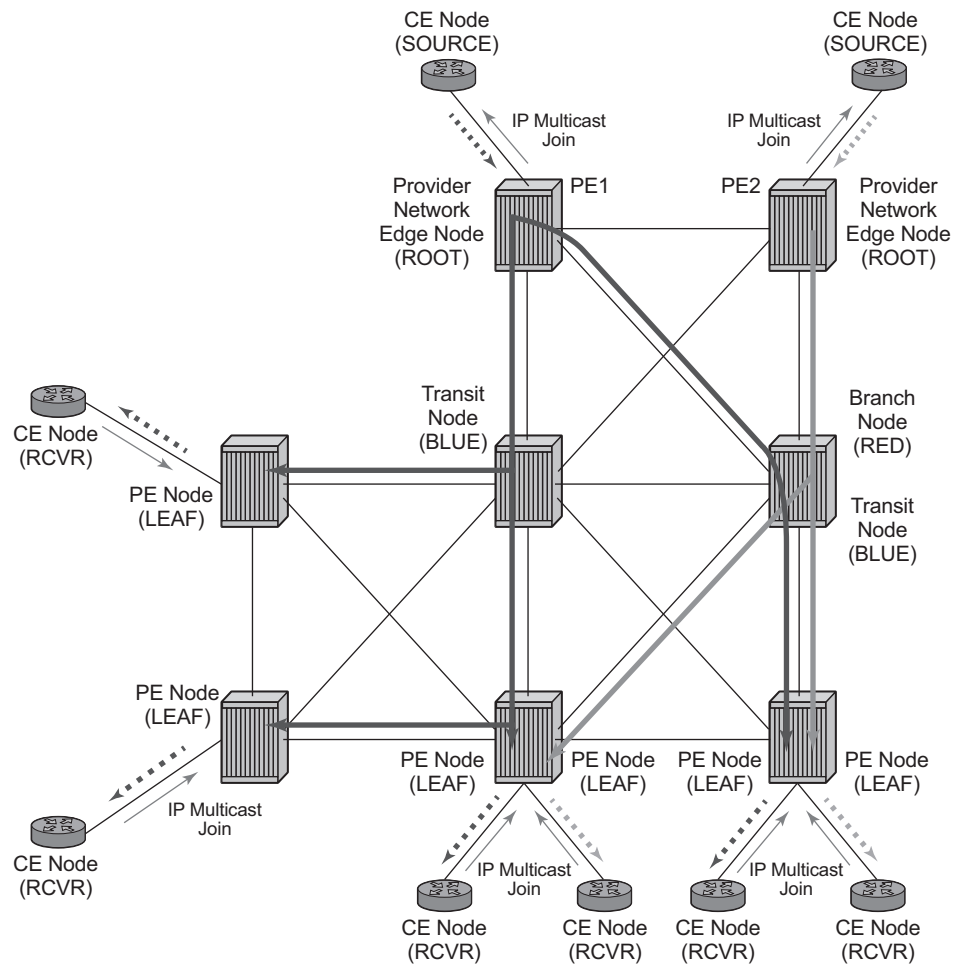 CE Node
(SOURCE)
CE Node
(SOURCE)
IP Multicast
Join
IP Multicast
Join
PE1
PE2
Provider
Network
Edge Node
(ROOT)
Provider
Network
Edge Node
(ROOT)
Transit
Node
(BLUE)
Branch
Node
(RED)
CE Node
(RCVR)
PE Node
(LEAF)
Transit
Node
(BLUE)
PE Node
(LEAF)
PE Node
(LEAF)
PE Node
(LEAF)
PE Node
(LEAF)
PE Node
(LEAF)
IP Multicast
Join
CE Node
(RCVR)
IP Multicast
Join
IP Multicast
Join
CE Node
(RCVR)
CE Node
(RCVR)
CE Node
(RCVR)
CE Node
(RCVR)